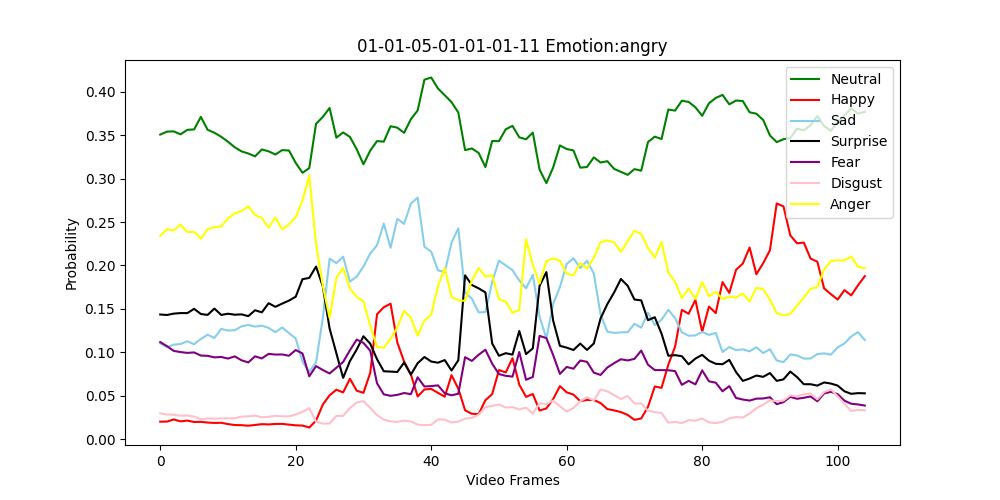 01-01-05-01-01-01-11 Emotion:angry
Probability
0.40
0.35
0.30
0.25
0.20
0.15
0.10
0.05
0.00
Neutral
Happy
Sad
Surprise
Fear
Disgust
Anger
0 20 40 60 80 100
Video Frames